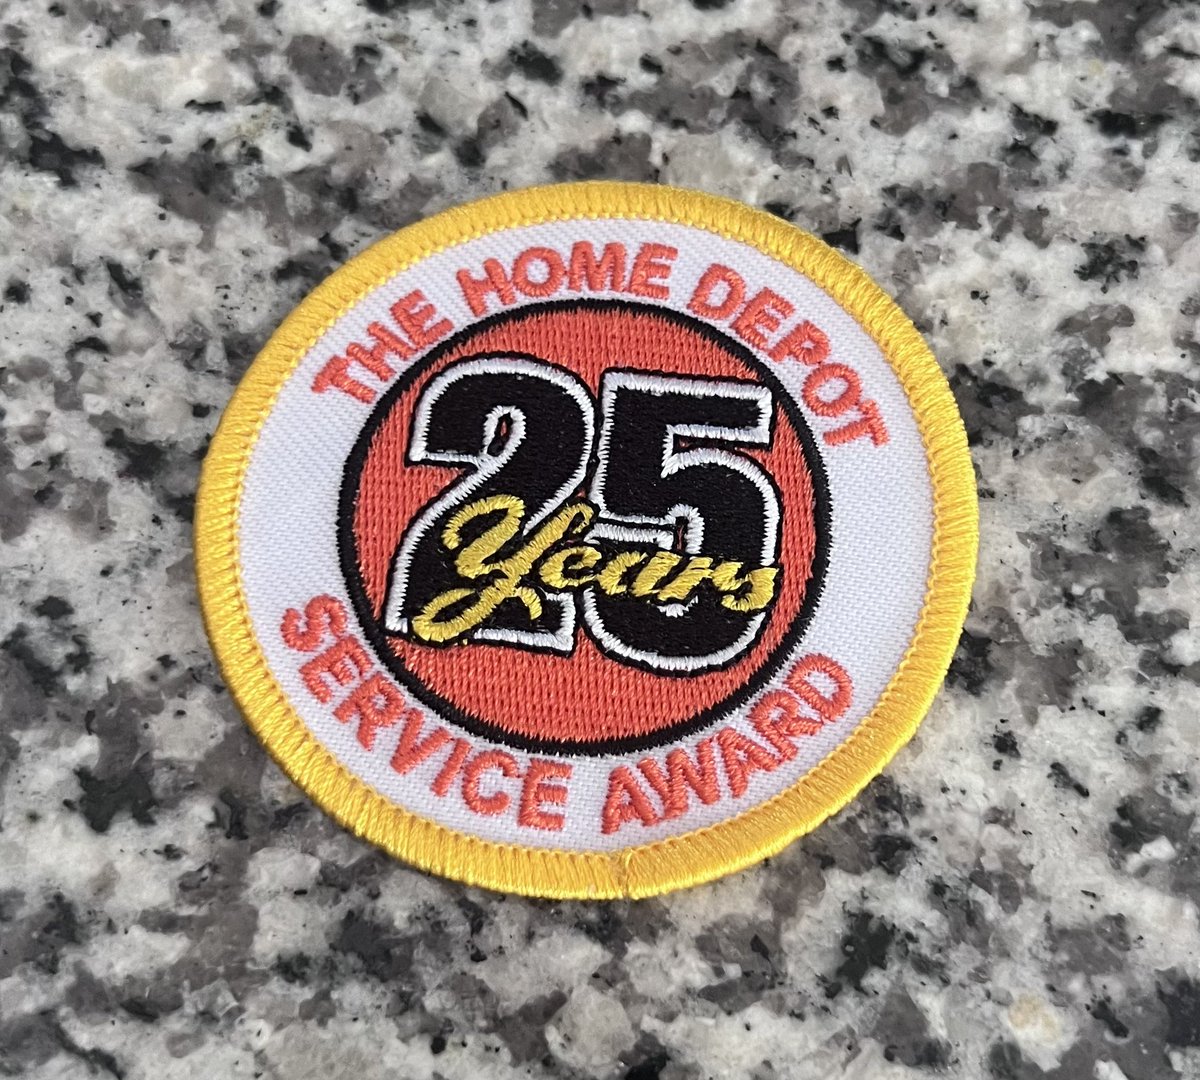 THE HOME DEPOT
25
Years
SERVICE AWARD